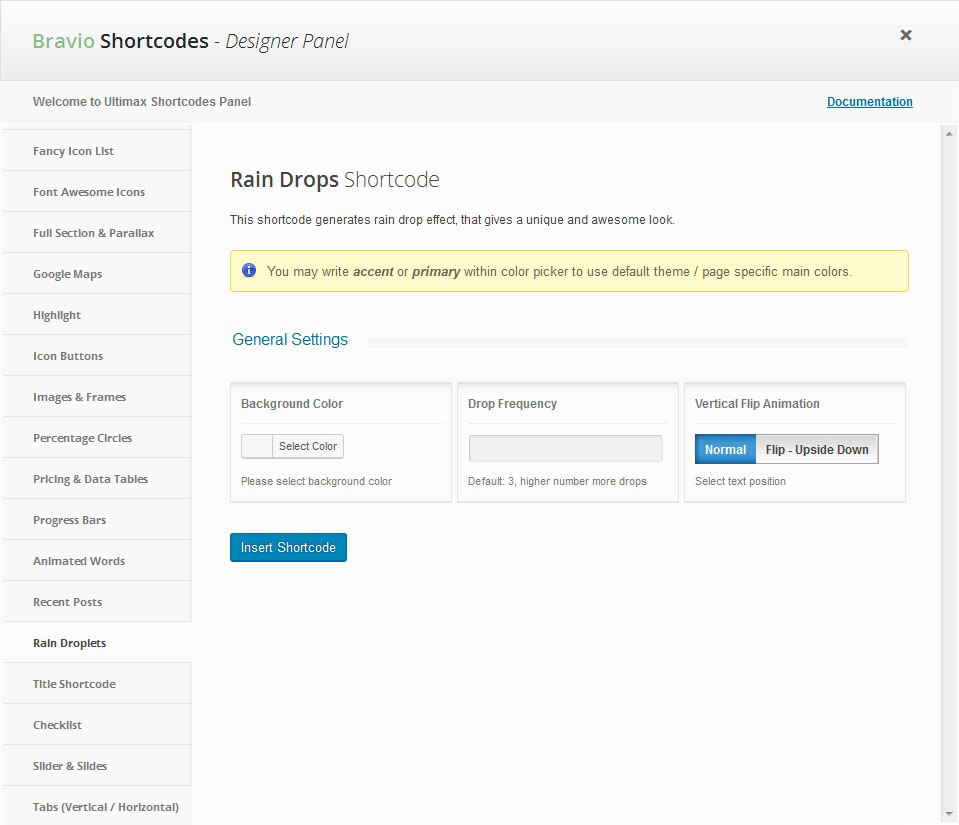 Bravio Shortcodes - Designer Panel
Welcome to Ultimax Shortcodes Panel
Documentation
Fancy Icon List
Font Awesome Icons
Full Section & Parallax
Google Maps
Highlight
Icon Buttons
Images & Frames
Percentage Circles
Pricing & Data Tables
Progress Bars
Animated Words
Recent Posts
Rain Droplets
Title Shortcode
Checklist
Slider & Slides
Tabs (Vertical / Horizontal)
Rain Drops Shortcode
This shortcode generates rain drop effect, that gives a unique and awesome look.
You may write accent or primary within color picker to use default theme / page specific main colors.
General Settings
Background Color
Select Color
Please select background color
Drop Frequency
Default: 3, higher number more drops
Vertical Flip Animation
Normal
Flip - Upside Down
Select text position
Insert Shortcode